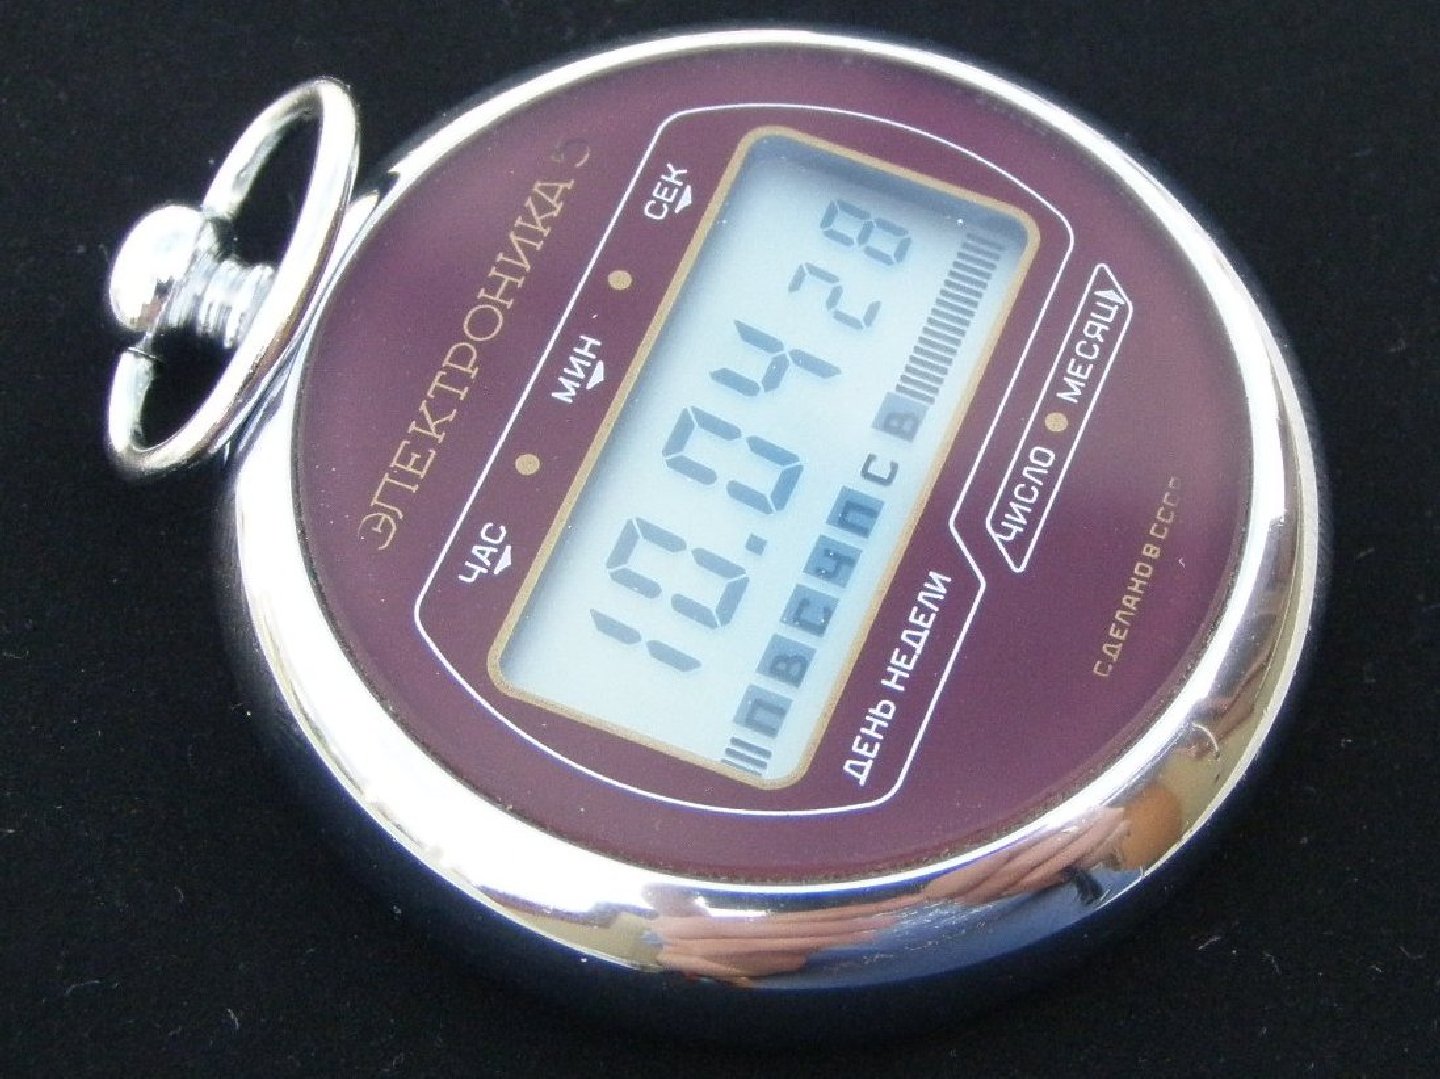 ЭЛЕКТРОНИКА 5
ЧАС МИН СЕК
10.04 28
П В С Ч П С В
ДЕНЬ НЕДЕЛИ
ЧИСЛО МЕСЯЦ
СДЕЛАНО В СССР